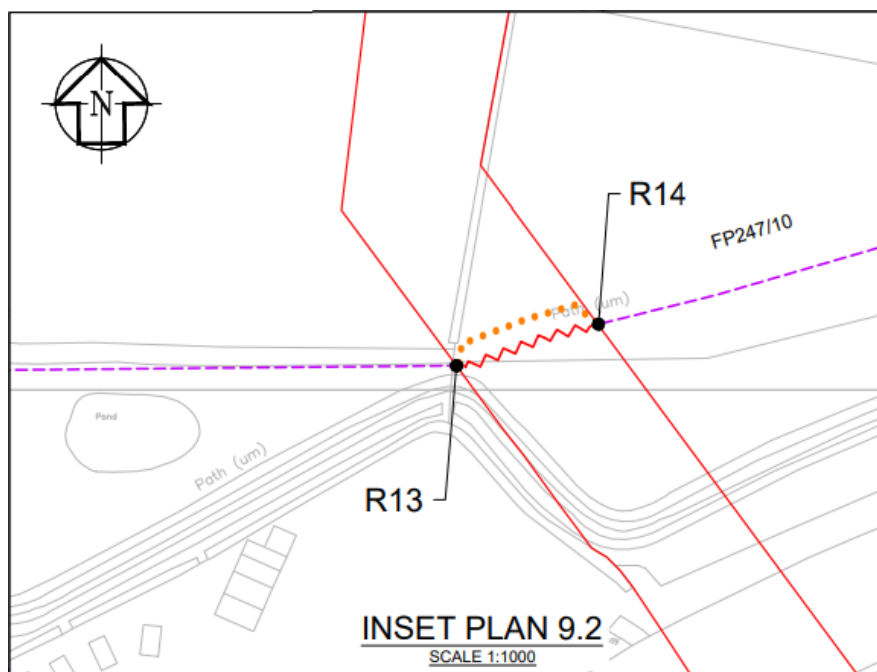 N
R14
FP247/10
Path (um)
Pond
Path (um)
R13
INSET PLAN 9.2
SCALE 1:1000